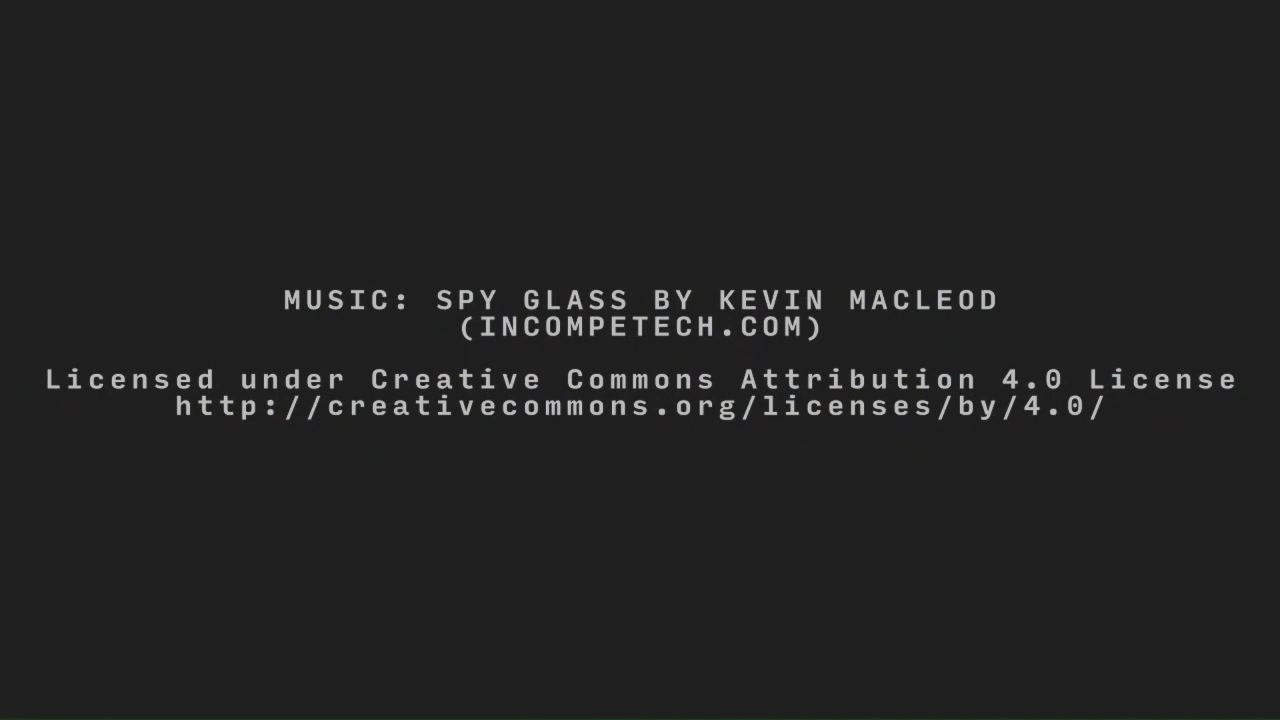 MUSIC: SPY GLASS BY KEVIN MACLEOD
(INCOMPETECH.COM)
Licensed under Creative Commons Attribution 4.0 License
http://creativecommons.org/licenses/by/4.0/